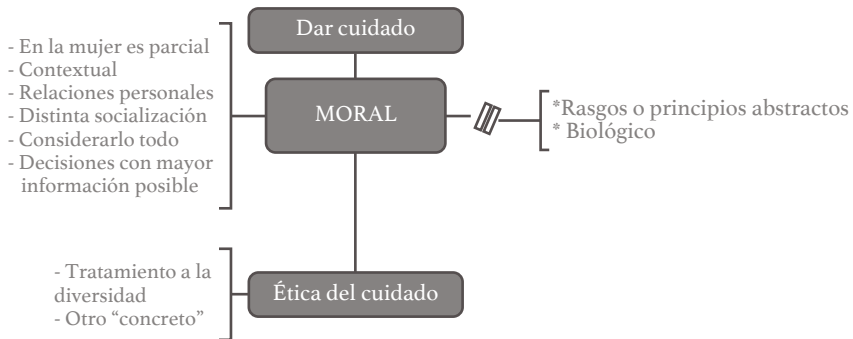 Dar cuidado
- En la mujer es parcial
- Contextual
- Relaciones personales
- Distinta socialización
- Considerarlo todo
- Decisiones con mayor
información posible
MORAL
*Rasgos o principios abstractos
* Biológico
- Tratamiento a la
diversidad
- Otro “concreto”
Ética del cuidado